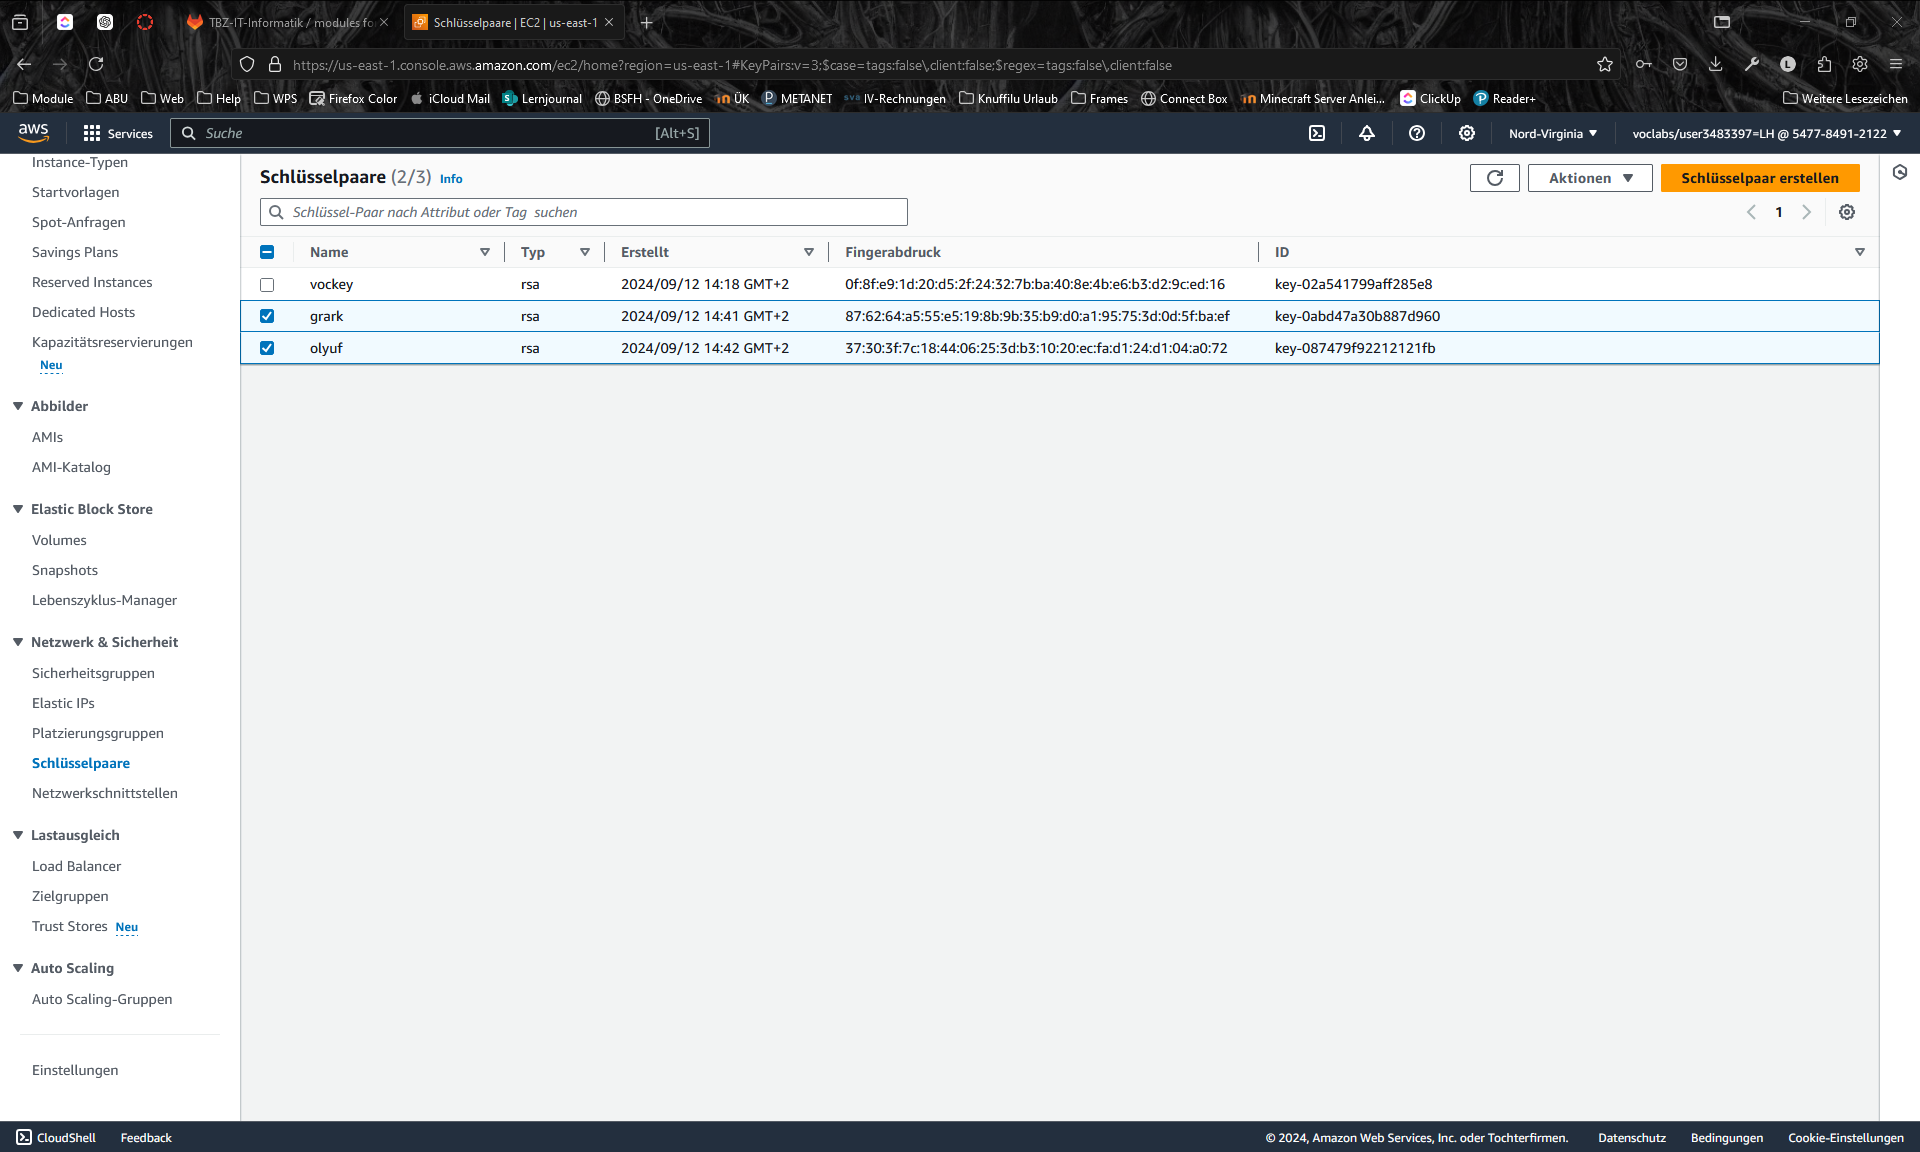 TBZ-IT-Informatik / modules fo
Schlüsselpaare | EC2 | us-east-1
https://us-east-1.console.aws.amazon.com/ec2/home?region=us-east-1#KeyPairs:v=3;$case=tags:false\,client:false;$regex=tags:false\,client:false
L
Module ABU Web Help WPS Firefox Color iCloud Mail Lernjournal BSFH - OneDrive ÜK METANET IV-Rechnungen Knuffilu Urlaub Frames Connect Box Minecraft Server Anlei... ClickUp Reader+ Weitere Lesezeichen
aws Services Suche [Alt+S] Nord-Virginia voclabs/user3483397=LH @ 5477-8491-2122
Instance-Typen
Startvorlagen
Spot-Anfragen
Savings Plans
Reserved Instances
Dedicated Hosts
Kapazitätsreservierungen
Neu
Abbilder
AMIs
AMI-Katalog
Elastic Block Store
Volumes
Snapshots
Lebenszyklus-Manager
Netzwerk & Sicherheit
Sicherheitsgruppen
Elastic IPs
Platzierungsgruppen
Schlüsselpaare
Netzwerkschnittstellen
Lastausgleich
Load Balancer
Zielgruppen
Trust Stores Neu
Auto Scaling
Auto Scaling-Gruppen
Einstellungen
Schlüsselpaare (2/3) Info
Aktionen
Schlüsselpaar erstellen
Schlüssel-Paar nach Attribut oder Tag suchen
1
Name Typ Erstellt Fingerabdruck ID
vockey rsa 2024/09/12 14:18 GMT+2 0f:8f:e9:1d:20:d5:2f:24:32:7b:ba:40:8e:4b:e6:b3:d2:9c:ed:16 key-02a541799aff285e8
grark rsa 2024/09/12 14:41 GMT+2 87:62:64:a5:55:e5:19:8b:9b:35:b9:d0:a1:95:75:3d:0d:5f:ba:ef key-0abd47a30b887d960
olyuf rsa 2024/09/12 14:42 GMT+2 37:30:3f:7c:18:44:06:25:3d:b3:10:20:ec:fa:d1:24:d1:04:a0:72 key-087479f92212121fb
CloudShell Feedback © 2024, Amazon Web Services, Inc. oder Tochterfirmen. Datenschutz Bedingungen Cookie-Einstellungen